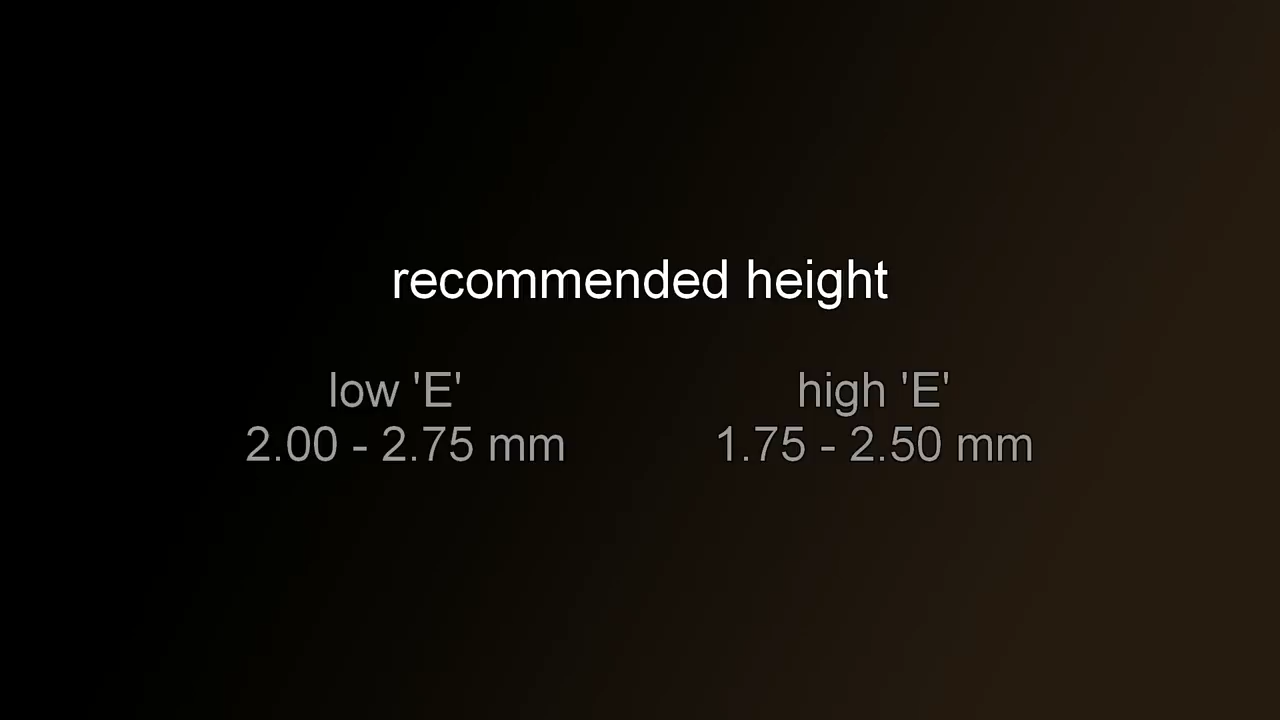 recommended height
low 'E'
2.00 - 2.75 mm
high 'E'
1.75 - 2.50 mm